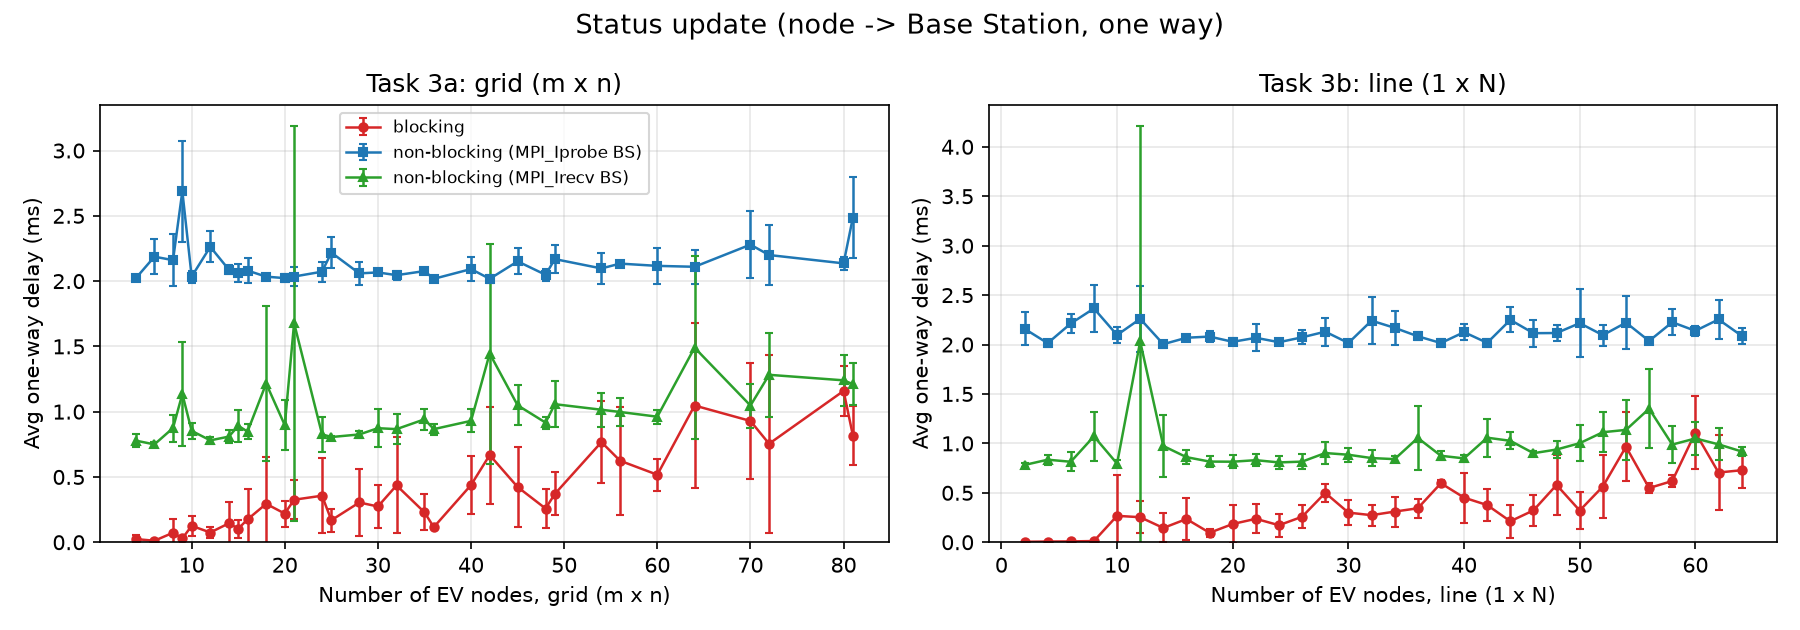 Status update (node -> Base Station, one way)
Task 3a: grid (m x n)
Avg one-way delay (ms)
3.0
2.5
2.0
1.5
1.0
0.5
0.0
blocking
non-blocking (MPI_Iprobe BS)
non-blocking (MPI_Irecv BS)
10 20 30 40 50 60 70 80
Number of EV nodes, grid (m x n)
Task 3b: line (1 x N)
Avg one-way delay (ms)
4.0
3.5
3.0
2.5
2.0
1.5
1.0
0.5
0.0
0 10 20 30 40 50 60
Number of EV nodes, line (1 x N)